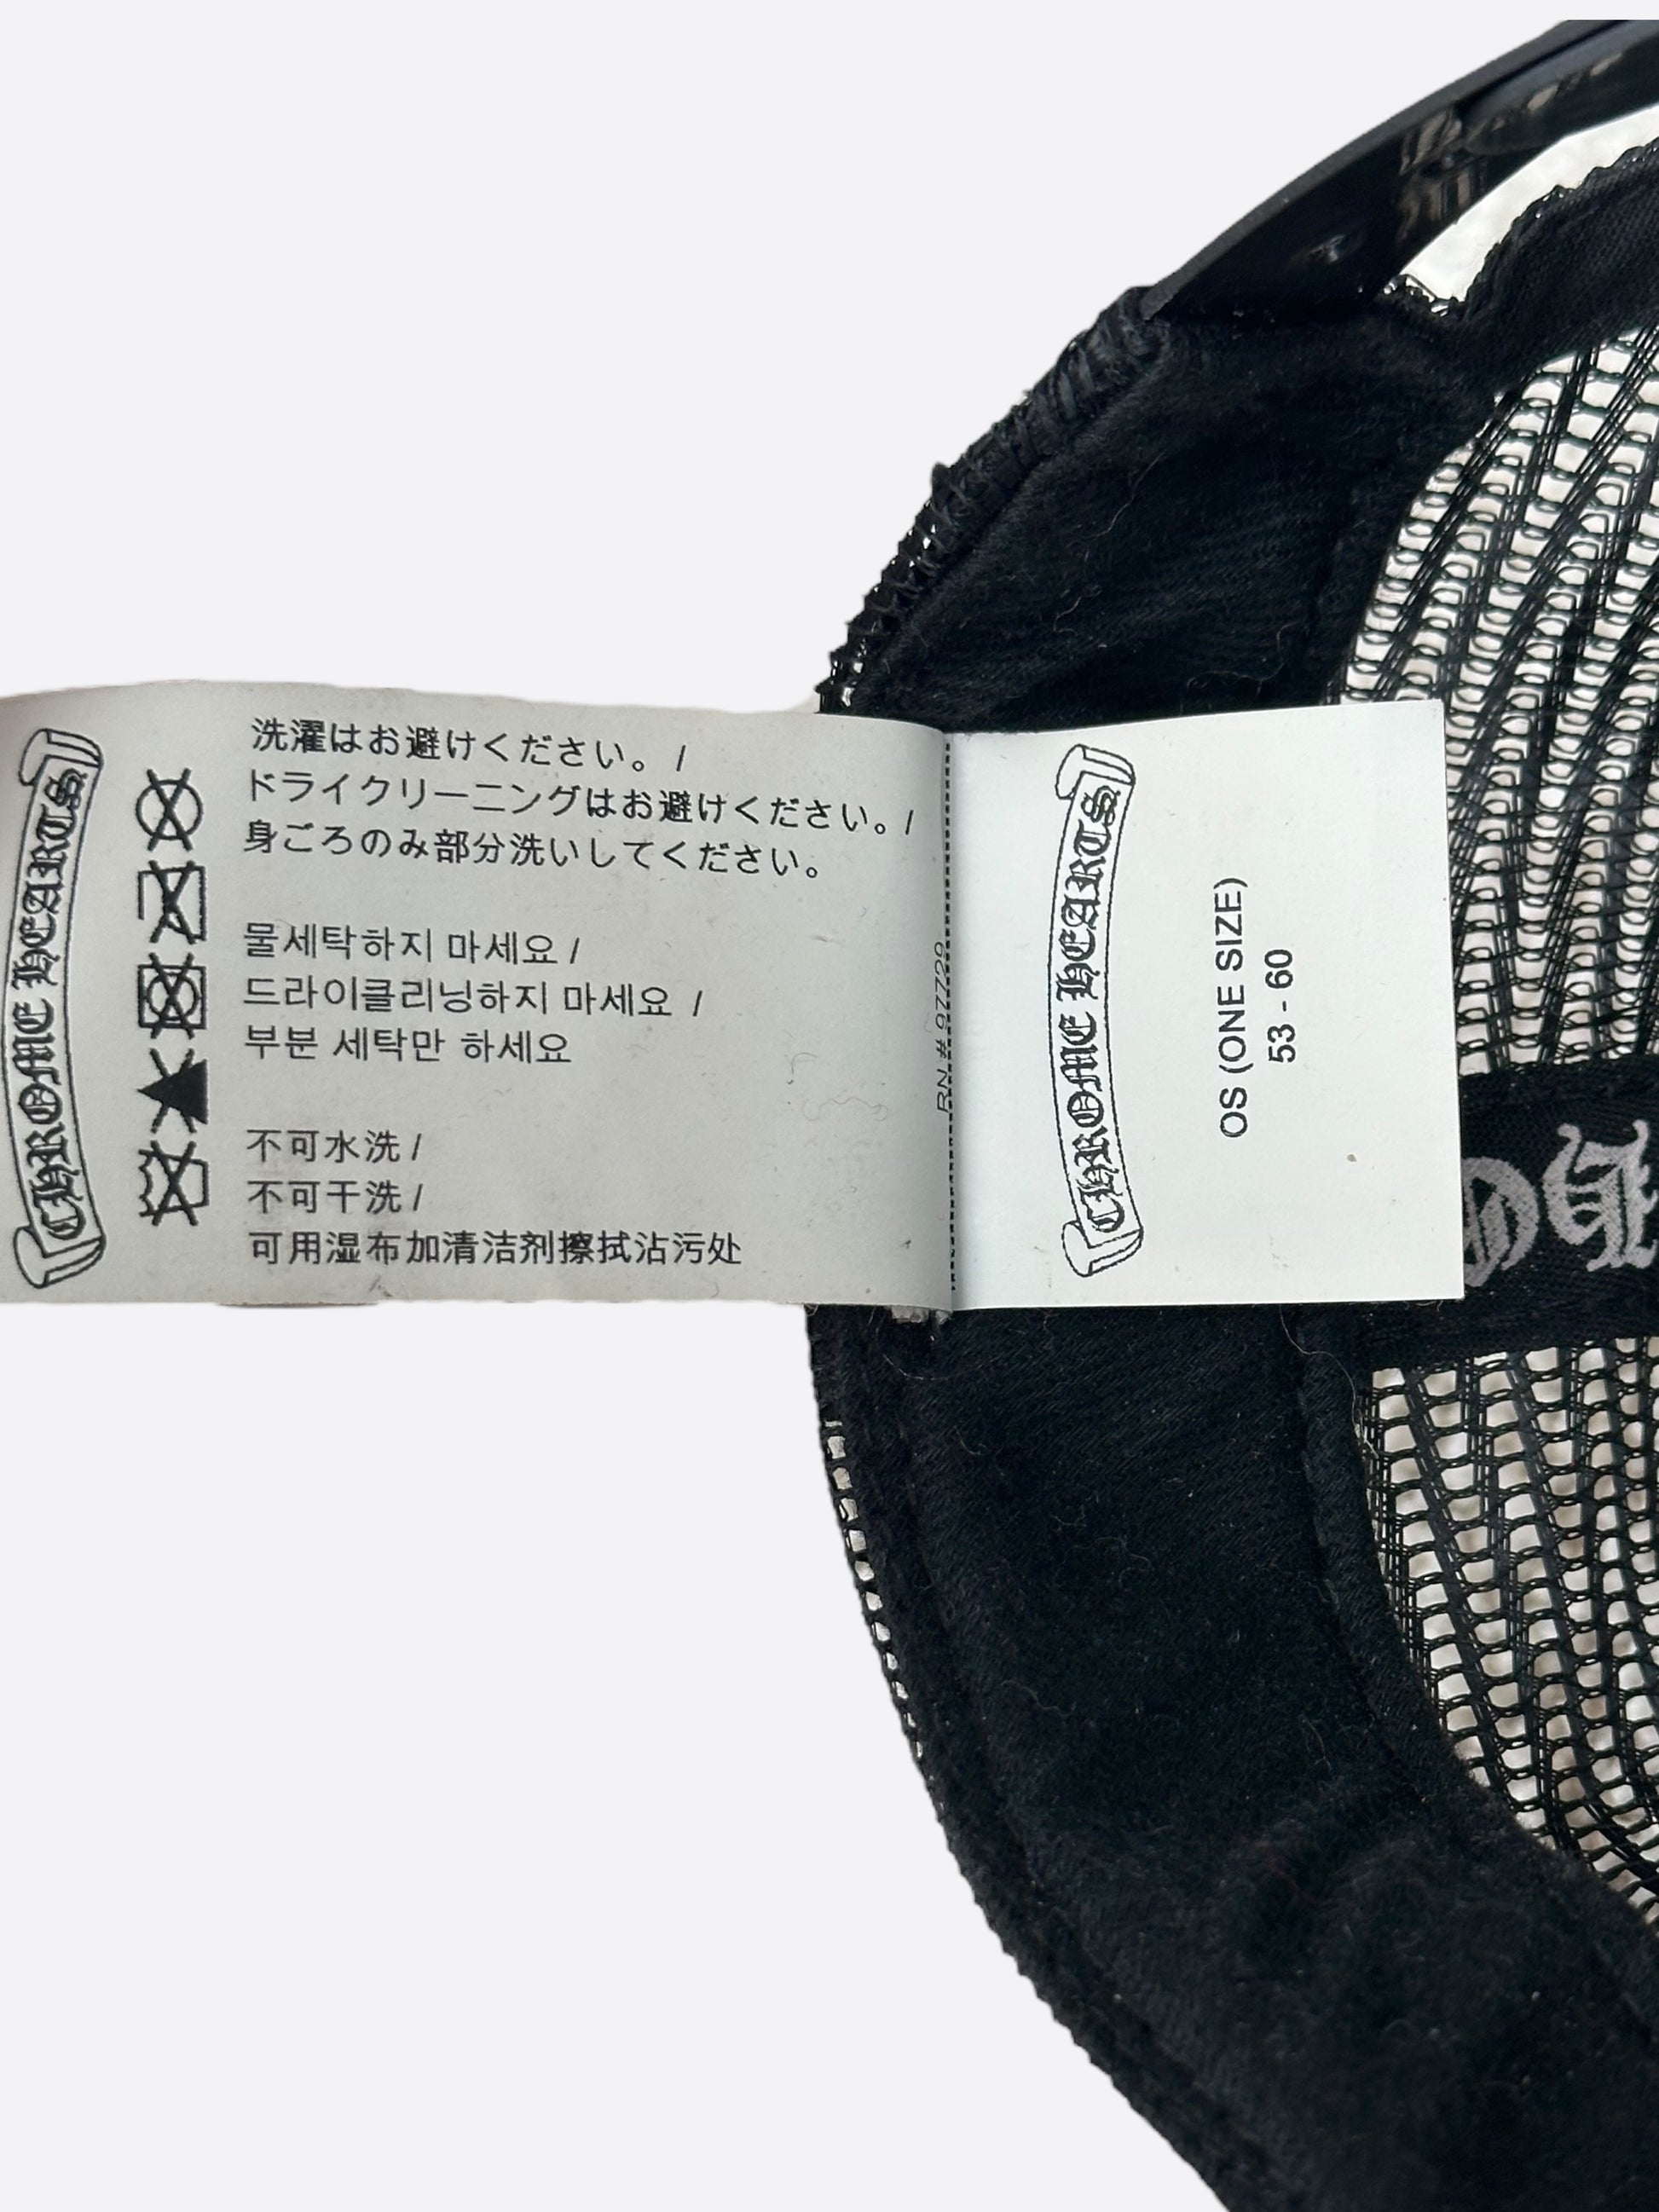 CHROME HEARTS
洗濯はお避けください。/
ドライクリーニングはお避けください。/
身ごろのみ部分洗いしてください。
물세탁하지 마세요 /
드라이클리닝하지 마세요 /
부분 세탁만 하세요
不可水洗 /
不可干洗 /
可用湿布加清洁剂擦拭沾污处
CHROME HEARTS
OS (ONE SIZE)
53 - 60